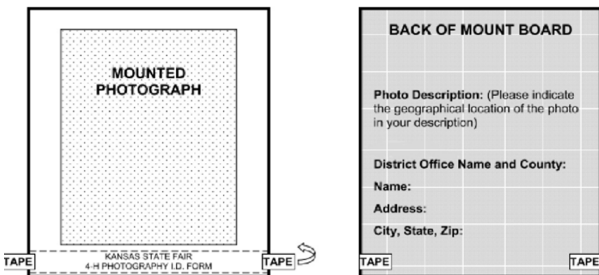 MOUNTED
PHOTOGRAPH
TAPE
KANSAS STATE FAIR
4-H PHOTOGRAPHY I.D. FORM
TAPE
BACK OF MOUNT BOARD
Photo Description: (Please indicate
the geographical location of the photo
in your description)
District Office Name and County:
Name:
Address:
City, State, Zip:
TAPE
TAPE